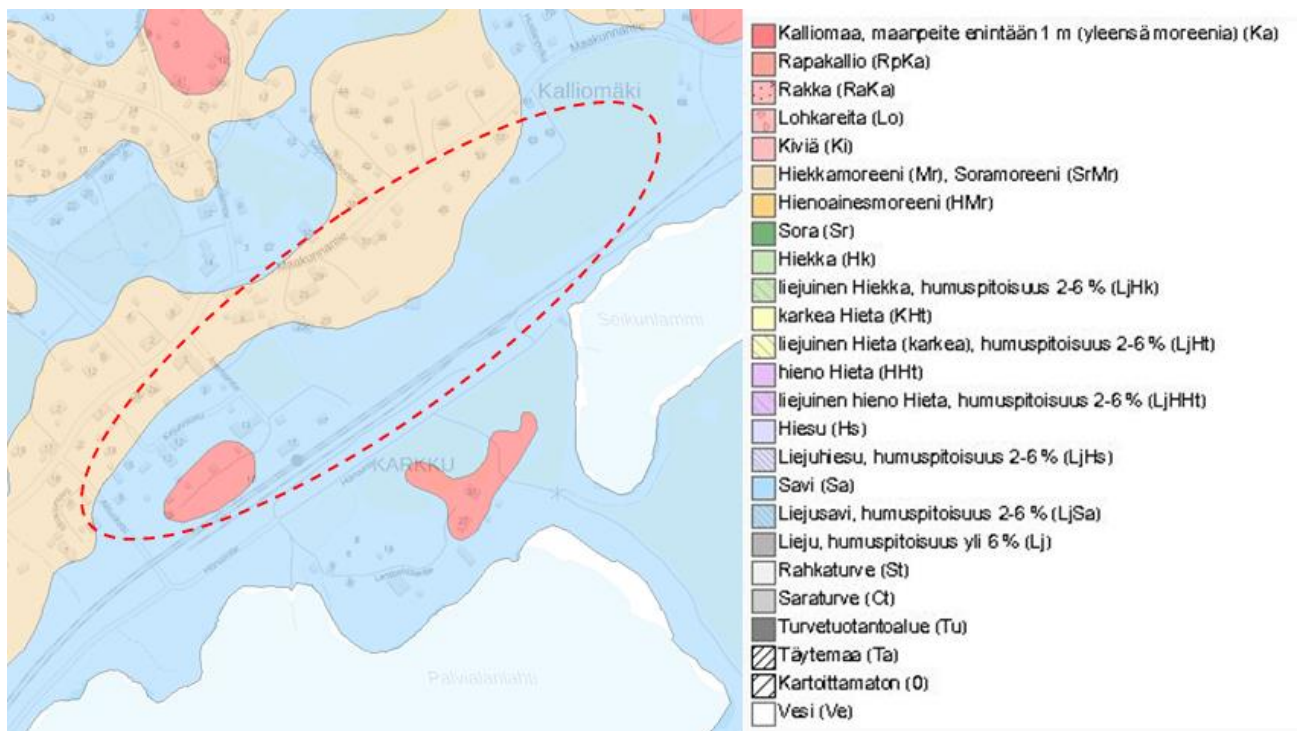 Maakunnantie
Kalliomäki
Maakunnantie
Seikunlammi
KARKKU
Palvialanlahti
Kalliomaa, maanpeite enintään 1 m (yleensä moreenia) (Ka)
Rapakallio (RpKa)
Rakka (RaKa)
Lohkareita (Lo)
Kiviä (Ki)
Hiekkamoreeni (Mr), Soramoreeni (SrMr)
Hienoainesmoreeni (HMr)
Sora (Sr)
Hiekka (Hk)
liejuinen Hiekka, humuspitoisuus 2-6 % (LjHk)
karkea Hieta (KHt)
liejuinen Hieta (karkea), humuspitoisuus 2-6 % (LjHt)
hieno Hieta (HHt)
liejuinen hieno Hieta, humuspitoisuus 2-6 % (LjHHt)
Hiesu (Hs)
Liejuhiesu, humuspitoisuus 2-6 % (LjHs)
Savi (Sa)
Liejusavi, humuspitoisuus 2-6 % (LjSa)
Lieju, humuspitoisuus yli 6 % (Lj)
Rahkaturve (St)
Saraturve (Ct)
Turvetuotantoalue (Tu)
Täytemaa (Ta)
Kartoittamaton (0)
Vesi (Ve)